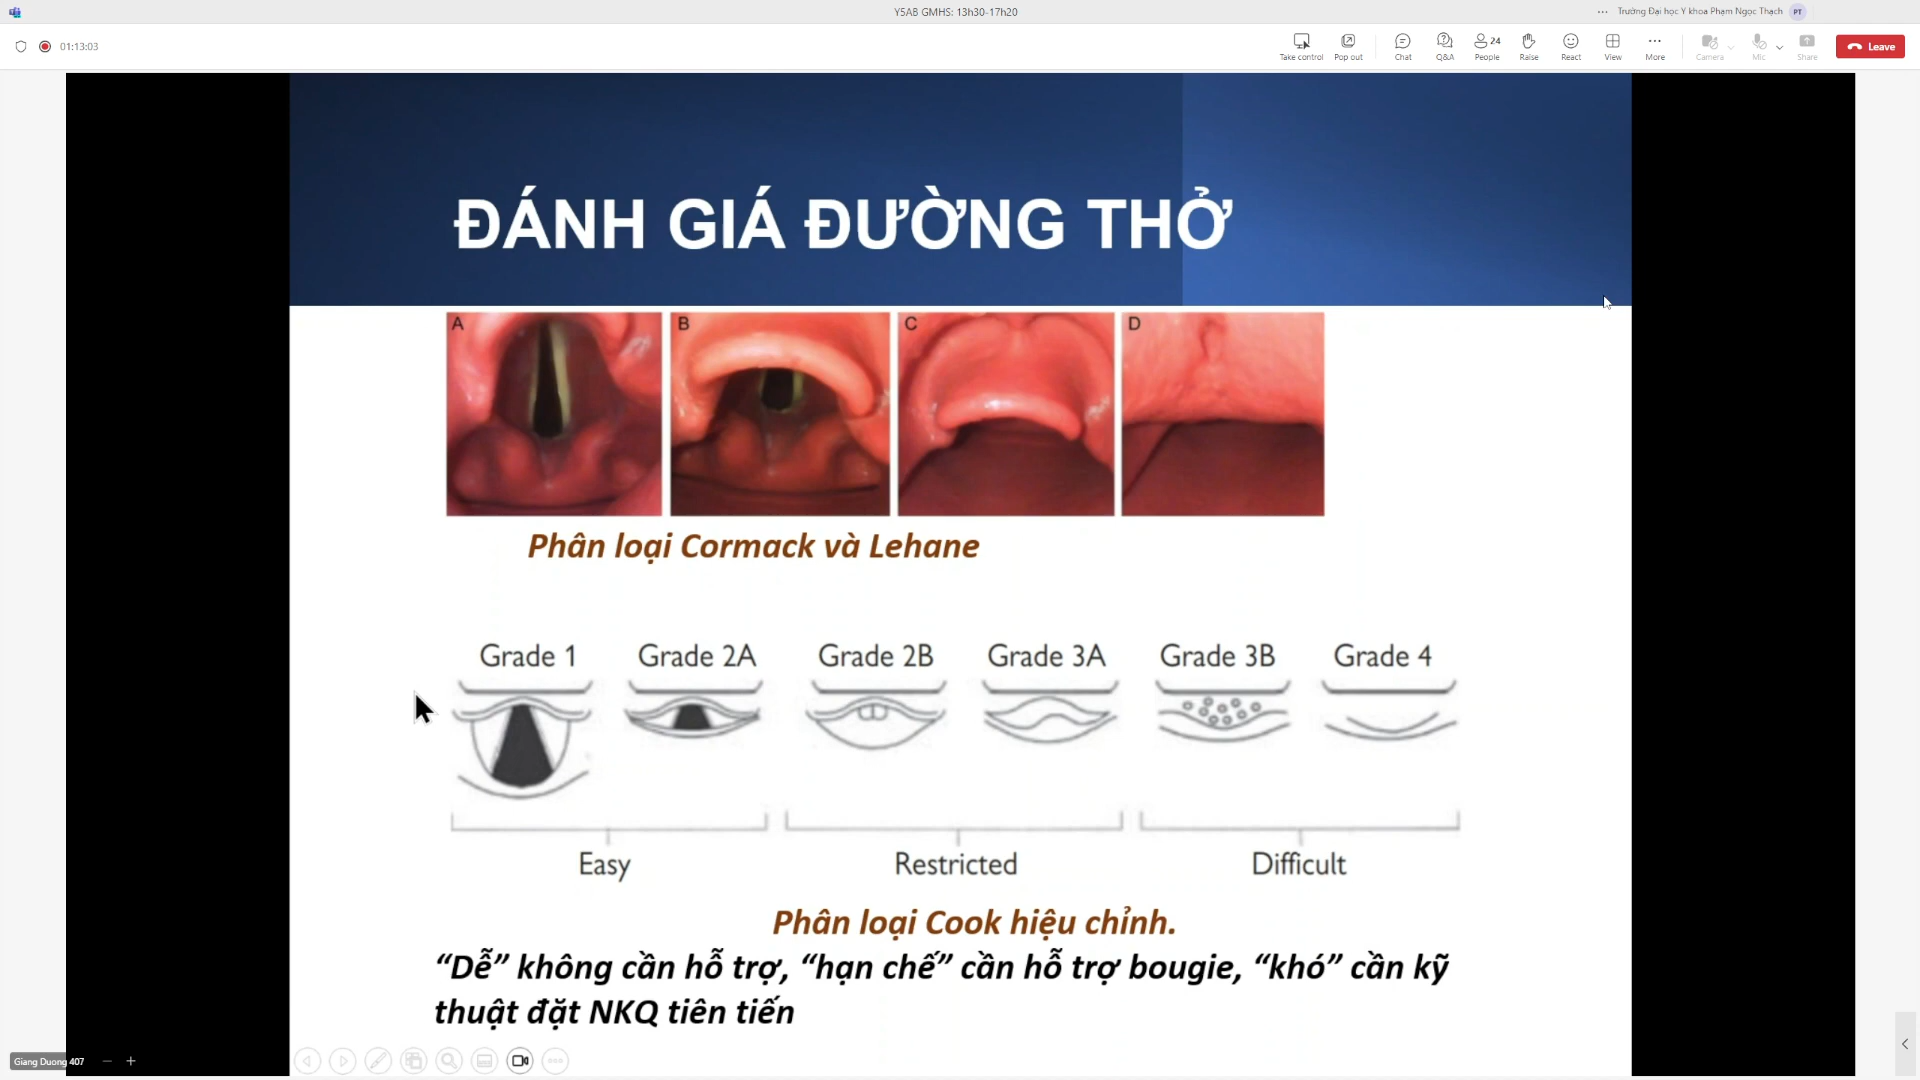 Y5AB GMHS: 13h30-17h20
Trường Đại học Y khoa Phạm Ngọc Thạch PT
01:13:03
Take control Pop out Chat Q&A 24 People Raise React View More Camera Mic Share Leave
ĐÁNH GIÁ ĐƯỜNG THỞ
A B C D
Phân loại Cormack và Lehane
Grade 1 Grade 2A Grade 2B Grade 3A Grade 3B Grade 4
Easy Restricted Difficult
Phân loại Cook hiệu chỉnh.
“Dễ” không cần hỗ trợ, “hạn chế” cần hỗ trợ bougie, “khó” cần kỹ
thuật đặt NKQ tiên tiến
Giang Duong 407